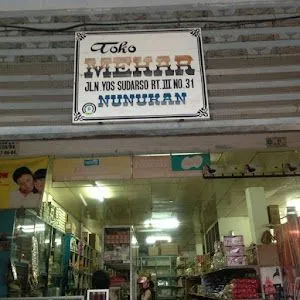 Toko
MEKAR
JLN. YOS SUDARSO RT. III NO. 31
NUNUKAN